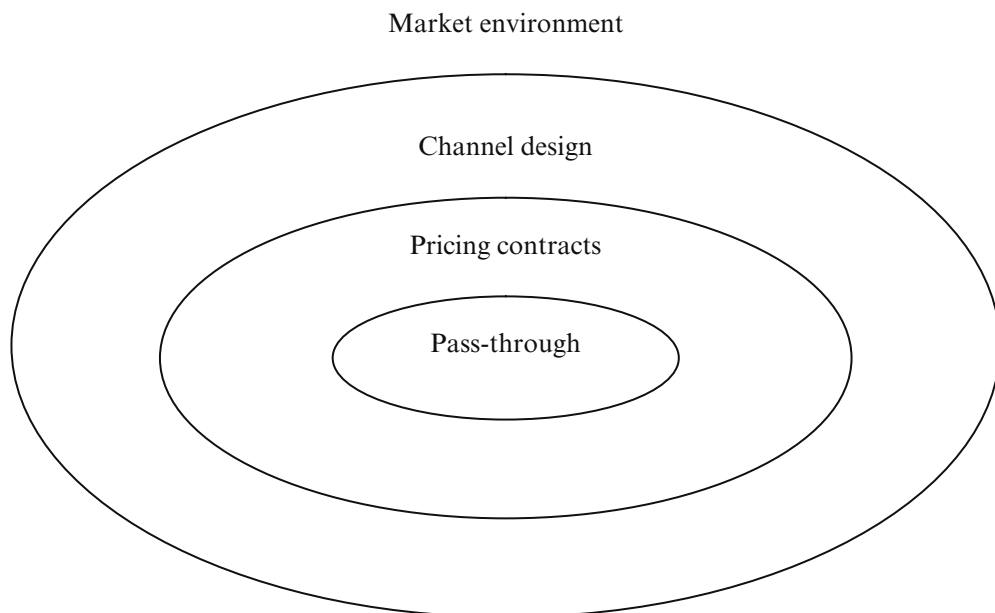 Market environment
Channel design
Pricing contracts
Pass-through